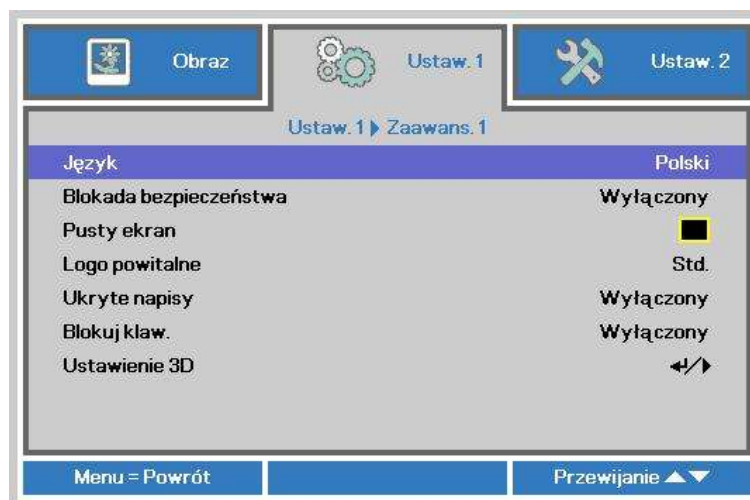 Obraz Ustaw. 1 Ustaw. 2
Ustaw. 1 Zaawans. 1
Język Polski
Blokada bezpieczeństwa Wyłączony
Pusty ekran
Logo powitalne Std.
Ukryte napisy Wyłączony
Blokuj klaw. Wyłączony
Ustawienie 3D
Menu = Powrót Przewijanie